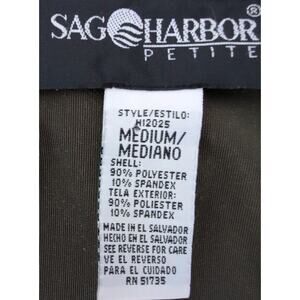 SAG HARBOR®
PETITE
STYLE/ESTILO:
H12025
MEDIUM/
MEDIANO
SHELL:
90% POLYESTER
10% SPANDEX
TELA EXTERIOR:
90% POLIESTER
10% SPANDEX
MADE IN EL SALVADOR
HECHO EN EL SALVADOR
SEE REVERSE FOR CARE
VE EL REVERSO
PARA EL CUIDADO
RN 51735